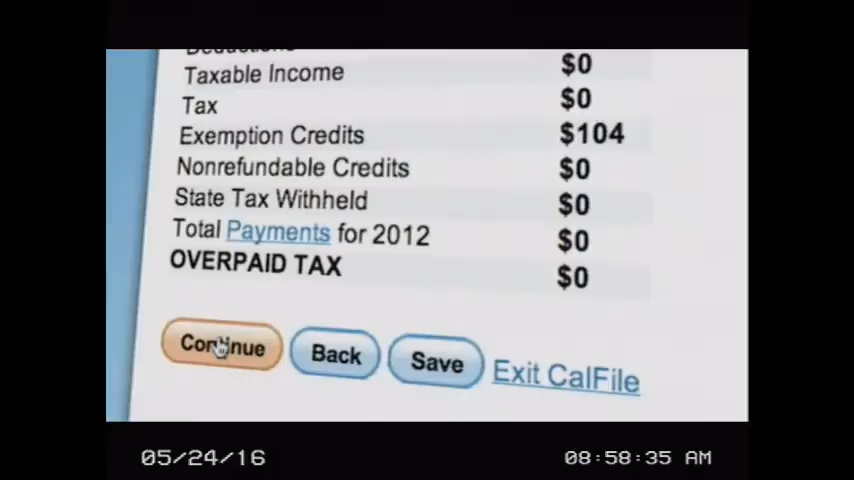 Deductions $0
Taxable Income $0
Tax $104
Exemption Credits $0
Nonrefundable Credits $0
State Tax Withheld $0
Total Payments for 2012 $0
OVERPAID TAX
Continue Back Save Exit CalFile
05/24/16 08:58:35 AM